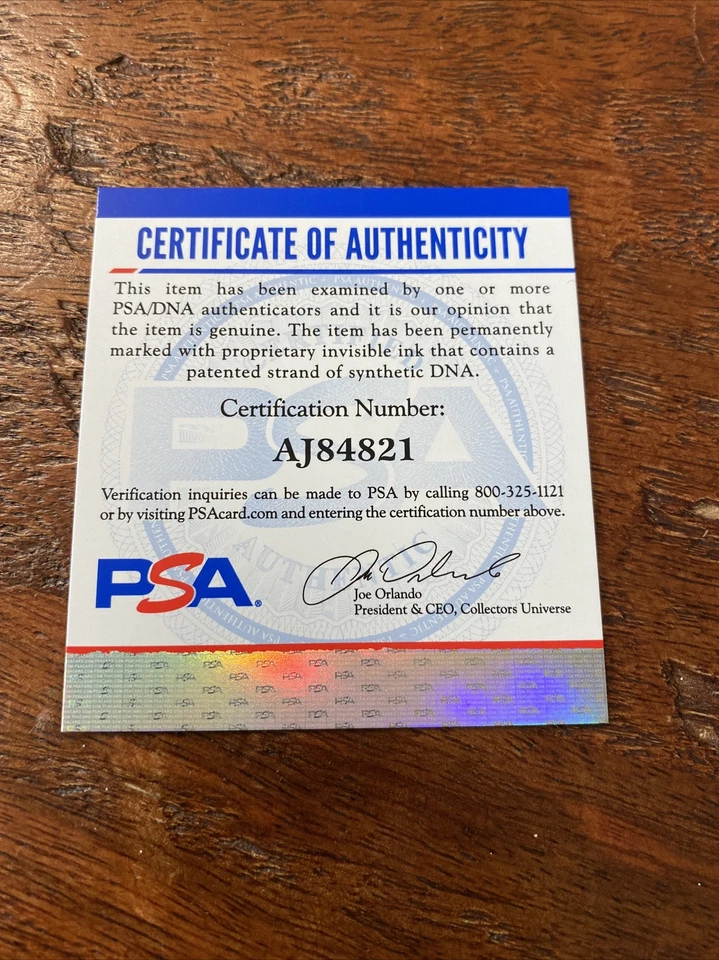 CERTIFICATE OF AUTHENTICITY
This item has been examined by one or more
PSA/DNA authenticators and it is our opinion that
the item is genuine. The item has been permanently
marked with proprietary invisible ink that contains a
patented strand of synthetic DNA.
Certification Number:
AJ84821
Verification inquiries can be made to PSA by calling 800-325-1121
or by visiting PSAcard.com and entering the certification number above.
PSA®
Joe Orlando
President & CEO, Collectors Universe